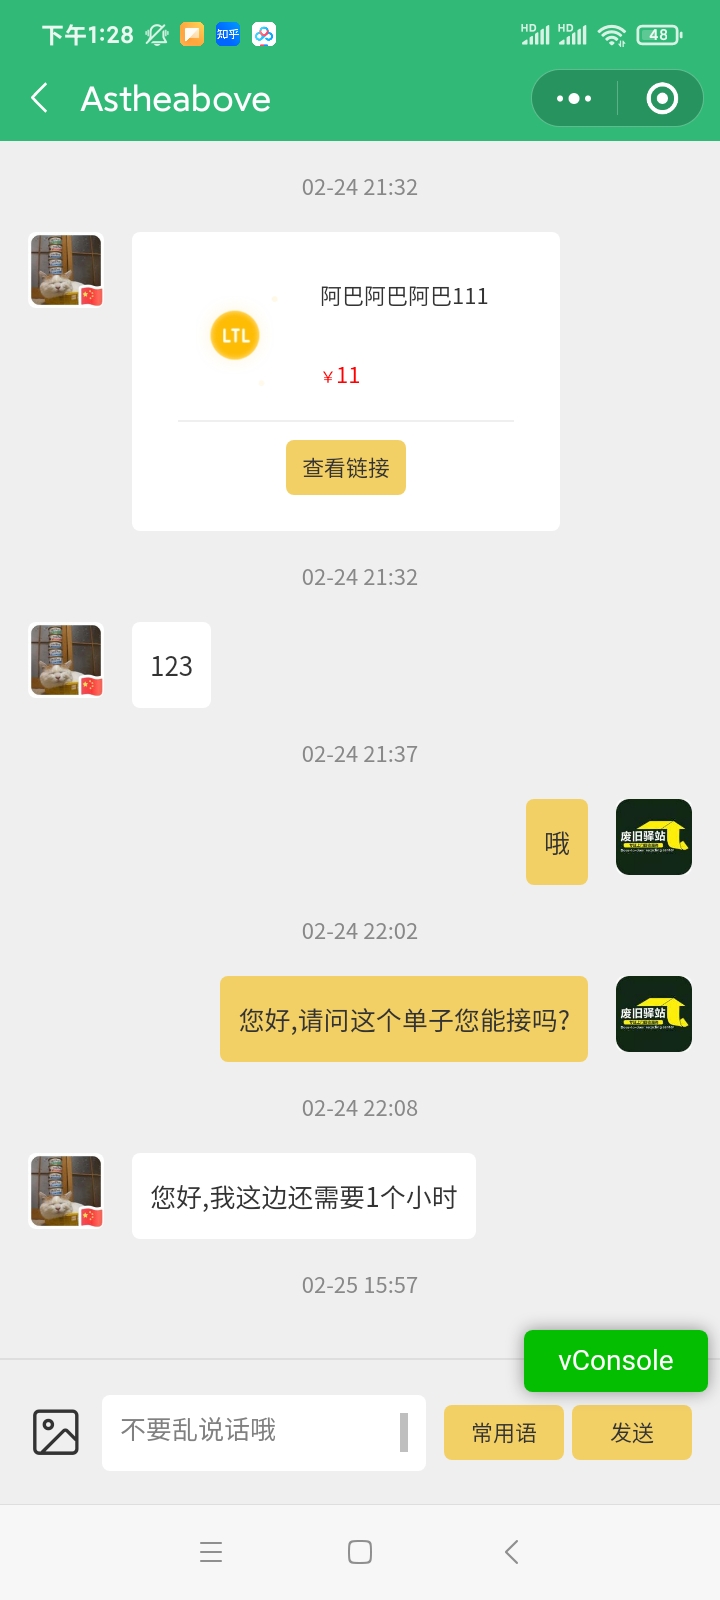 下午1:28
知乎
HD
HD
48
Astheabove
02-24 21:32
阿巴阿巴阿巴111
LTL
¥11
查看链接
02-24 21:32
123
02-24 21:37
哦
废旧驿站
02-24 22:02
您好,请问这个单子您能接吗?
废旧驿站
02-24 22:08
您好,我这边还需要1个小时
02-25 15:57
vConsole
不要乱说话哦
常用语
发送